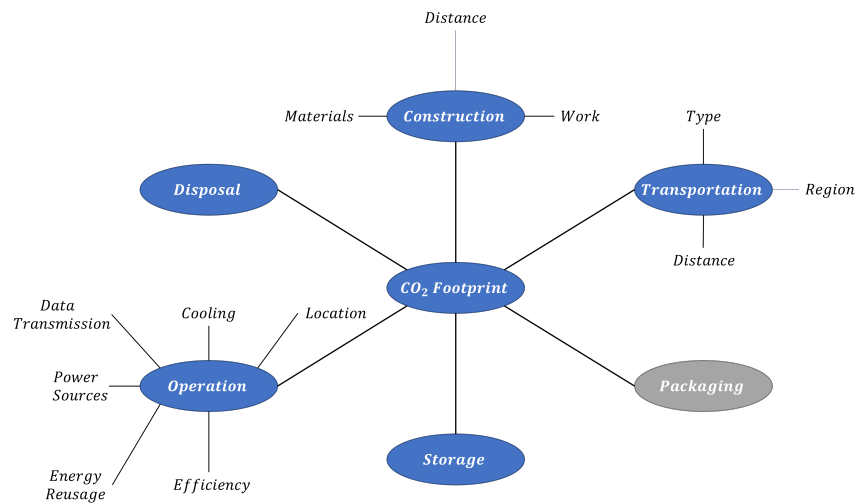 Distance
Materials
Construction
Work
Type
Disposal
Transportation
Region
Distance
CO₂ Footprint
Data
Transmission
Cooling
Location
Power
Sources
Operation
Packaging
Energy
Reusage
Efficiency
Storage